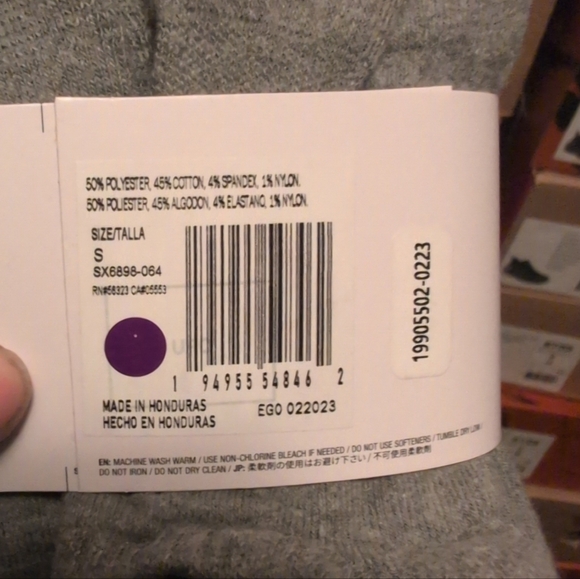 50% POLYESTER, 45% COTTON, 4% SPANDEX, 1% NYLON.
50% POLIÉSTER, 45% ALGODON, 4% ELASTANO, 1% NYLON.
SIZE/TALLA
S
SX6898-064
RN#56323 CA#05553
1 94955 54846 2
MADE IN HONDURAS
HECHO EN HONDURAS
EGO 022023
19905502-0223
EN: MACHINE WASH WARM / USE NON-CHLORINE BLEACH IF NEEDED / DO NOT USE SOFTENERS / TUMBLE DRY LOW /
DO NOT IRON / DO NOT DRY CLEAN / JP: 柔軟剤の使用はお避け下さい / 不可使用柔軟劑